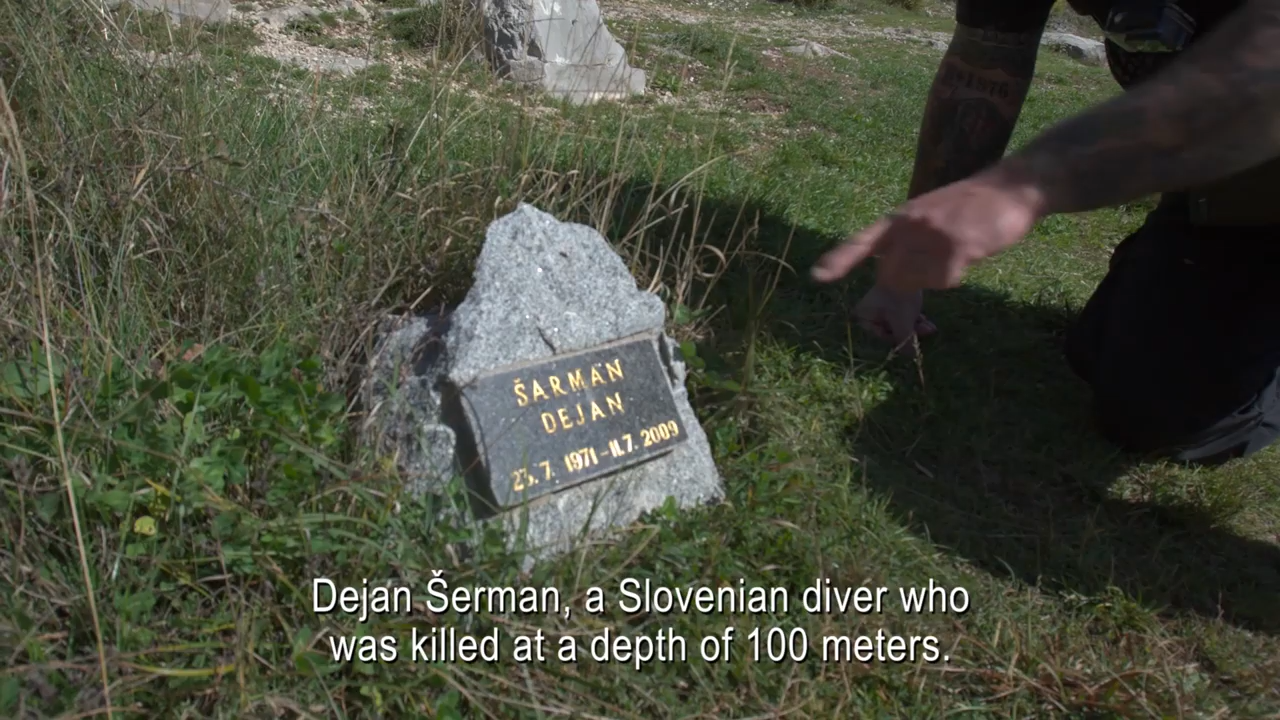 ŠARMAN
DEJAN
23. 7. 1971 - 11. 7. 2009
Dejan Šerman, a Slovenian diver who
was killed at a depth of 100 meters.